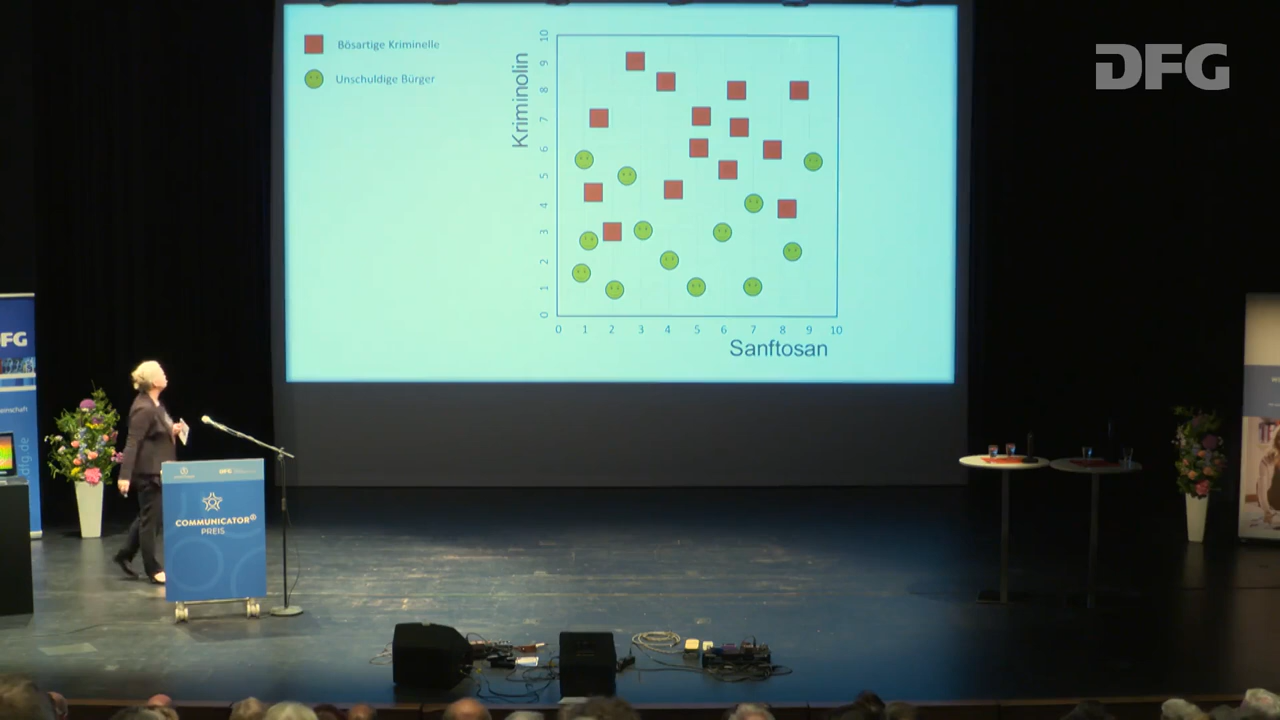 Bösartige Kriminelle
Unschuldige Bürger
Kriminolin
10
9
8
7
6
5
4
3
2
1
0
0 1 2 3 4 5 6 7 8 9 10
Sanftosan
DFG
FG
dfg.de
DFG
COMMUNICATOR®
PREIS